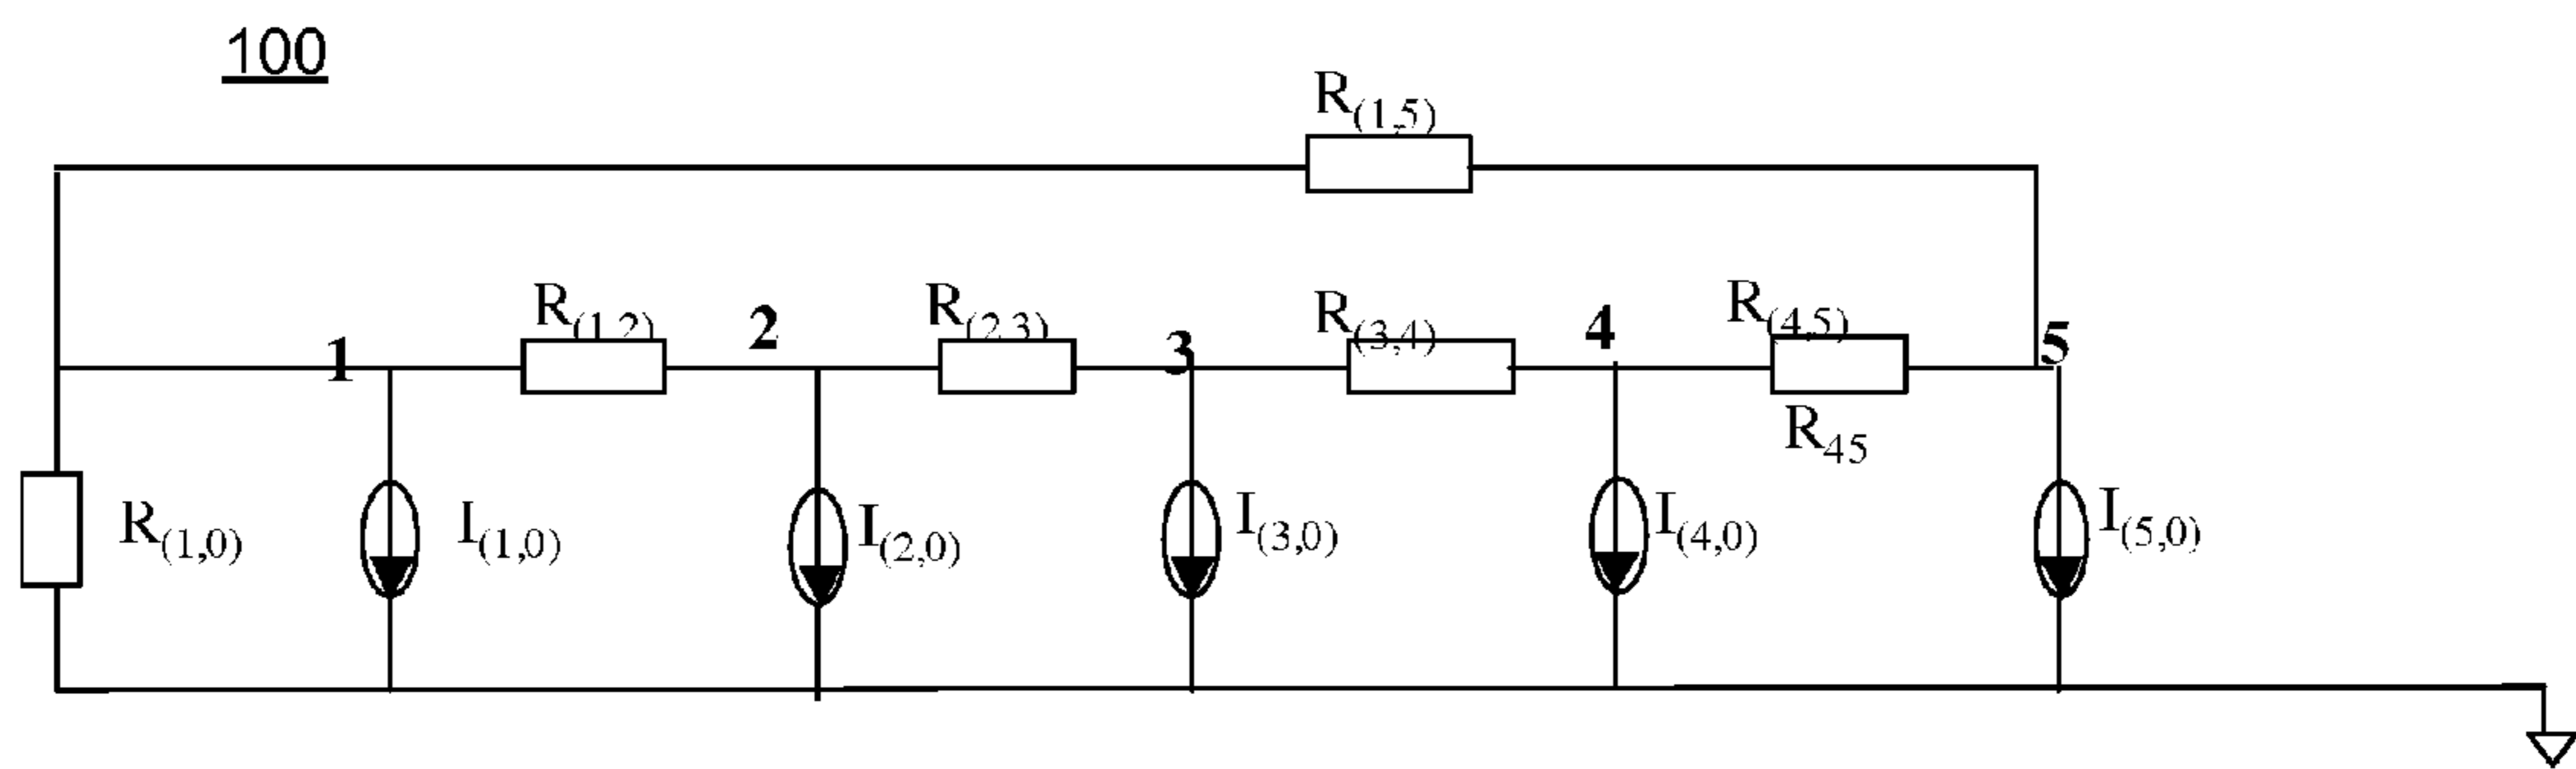 100
R(1,5)
R(1,2) 2 R(2,3) R(3,4) 4 R(4,5)
1 3 5
R45
R(1,0) I(1,0) I(2,0) I(3,0) I(4,0) I(5,0)